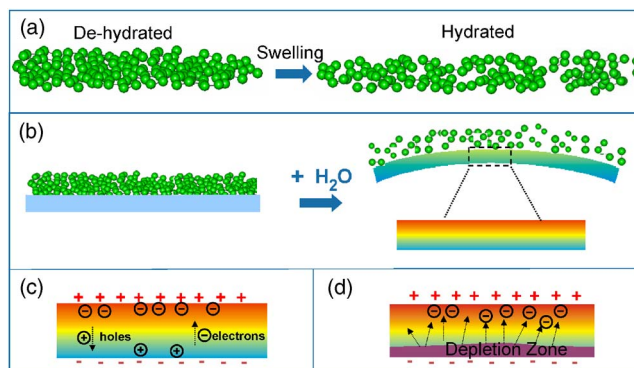 (a)
De-hydrated
Swelling
Hydrated
(b)
+ H2O
(c)
+ + + + + + + + +
− − − − − −
+ holes
− electrons
+ +
- - - - - - - -
(d)
+ + + + + + + +
− − − − − − − −
Depletion Zone
- - - - - - - -